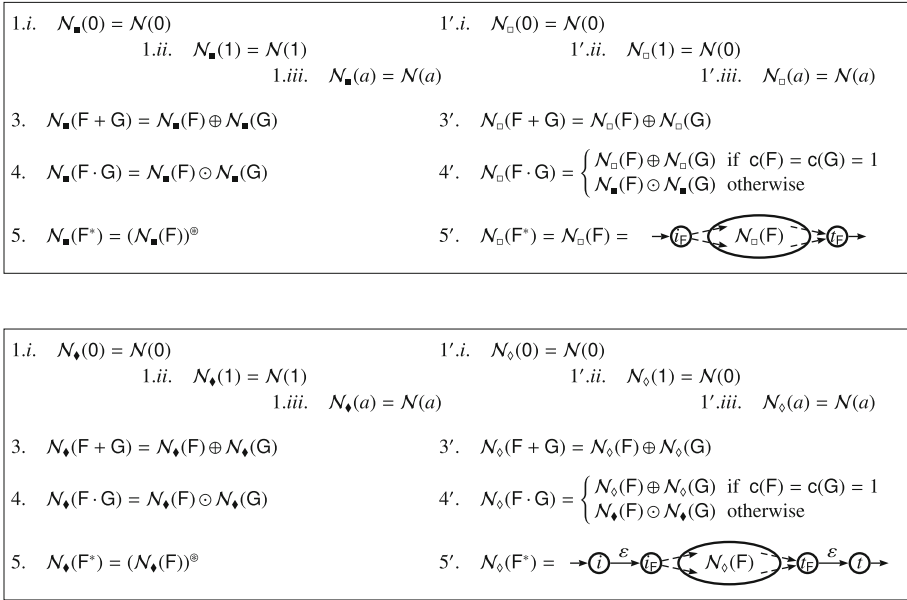 1.i. 𝒩■(0) = 𝒩(0) 1′.i. 𝒩□(0) = 𝒩(0)
1.ii. 𝒩■(1) = 𝒩(1) 1′.ii. 𝒩□(1) = 𝒩(0)
1.iii. 𝒩■(a) = 𝒩(a) 1′.iii. 𝒩□(a) = 𝒩(a)
3. 𝒩■(F + G) = 𝒩■(F) ⊕ 𝒩■(G) 3′. 𝒩□(F + G) = 𝒩□(F) ⊕ 𝒩□(G)
4. 𝒩■(F · G) = 𝒩■(F) ⊙ 𝒩■(G) 4′. 𝒩□(F · G) = { 𝒩□(F) ⊕ 𝒩□(G) if c(F) = c(G) = 1
𝒩■(F) ⊙ 𝒩■(G) otherwise
5. 𝒩■(F*) = (𝒩■(F))⊛ 5′. 𝒩□(F*) = 𝒩□(F) = i_F 𝒩□(F) t_F
1.i. 𝒩♦(0) = 𝒩(0) 1′.i. 𝒩◊(0) = 𝒩(0)
1.ii. 𝒩♦(1) = 𝒩(1) 1′.ii. 𝒩◊(1) = 𝒩(0)
1.iii. 𝒩♦(a) = 𝒩(a) 1′.iii. 𝒩◊(a) = 𝒩(a)
3. 𝒩♦(F + G) = 𝒩♦(F) ⊕ 𝒩♦(G) 3′. 𝒩◊(F + G) = 𝒩◊(F) ⊕ 𝒩◊(G)
4. 𝒩♦(F · G) = 𝒩♦(F) ⊙ 𝒩♦(G) 4′. 𝒩◊(F · G) = { 𝒩◊(F) ⊕ 𝒩◊(G) if c(F) = c(G) = 1
𝒩♦(F) ⊙ 𝒩♦(G) otherwise
5. 𝒩♦(F*) = (𝒩♦(F))⊛ 5′. 𝒩◊(F*) = i ε i_F 𝒩◊(F) t_F ε t